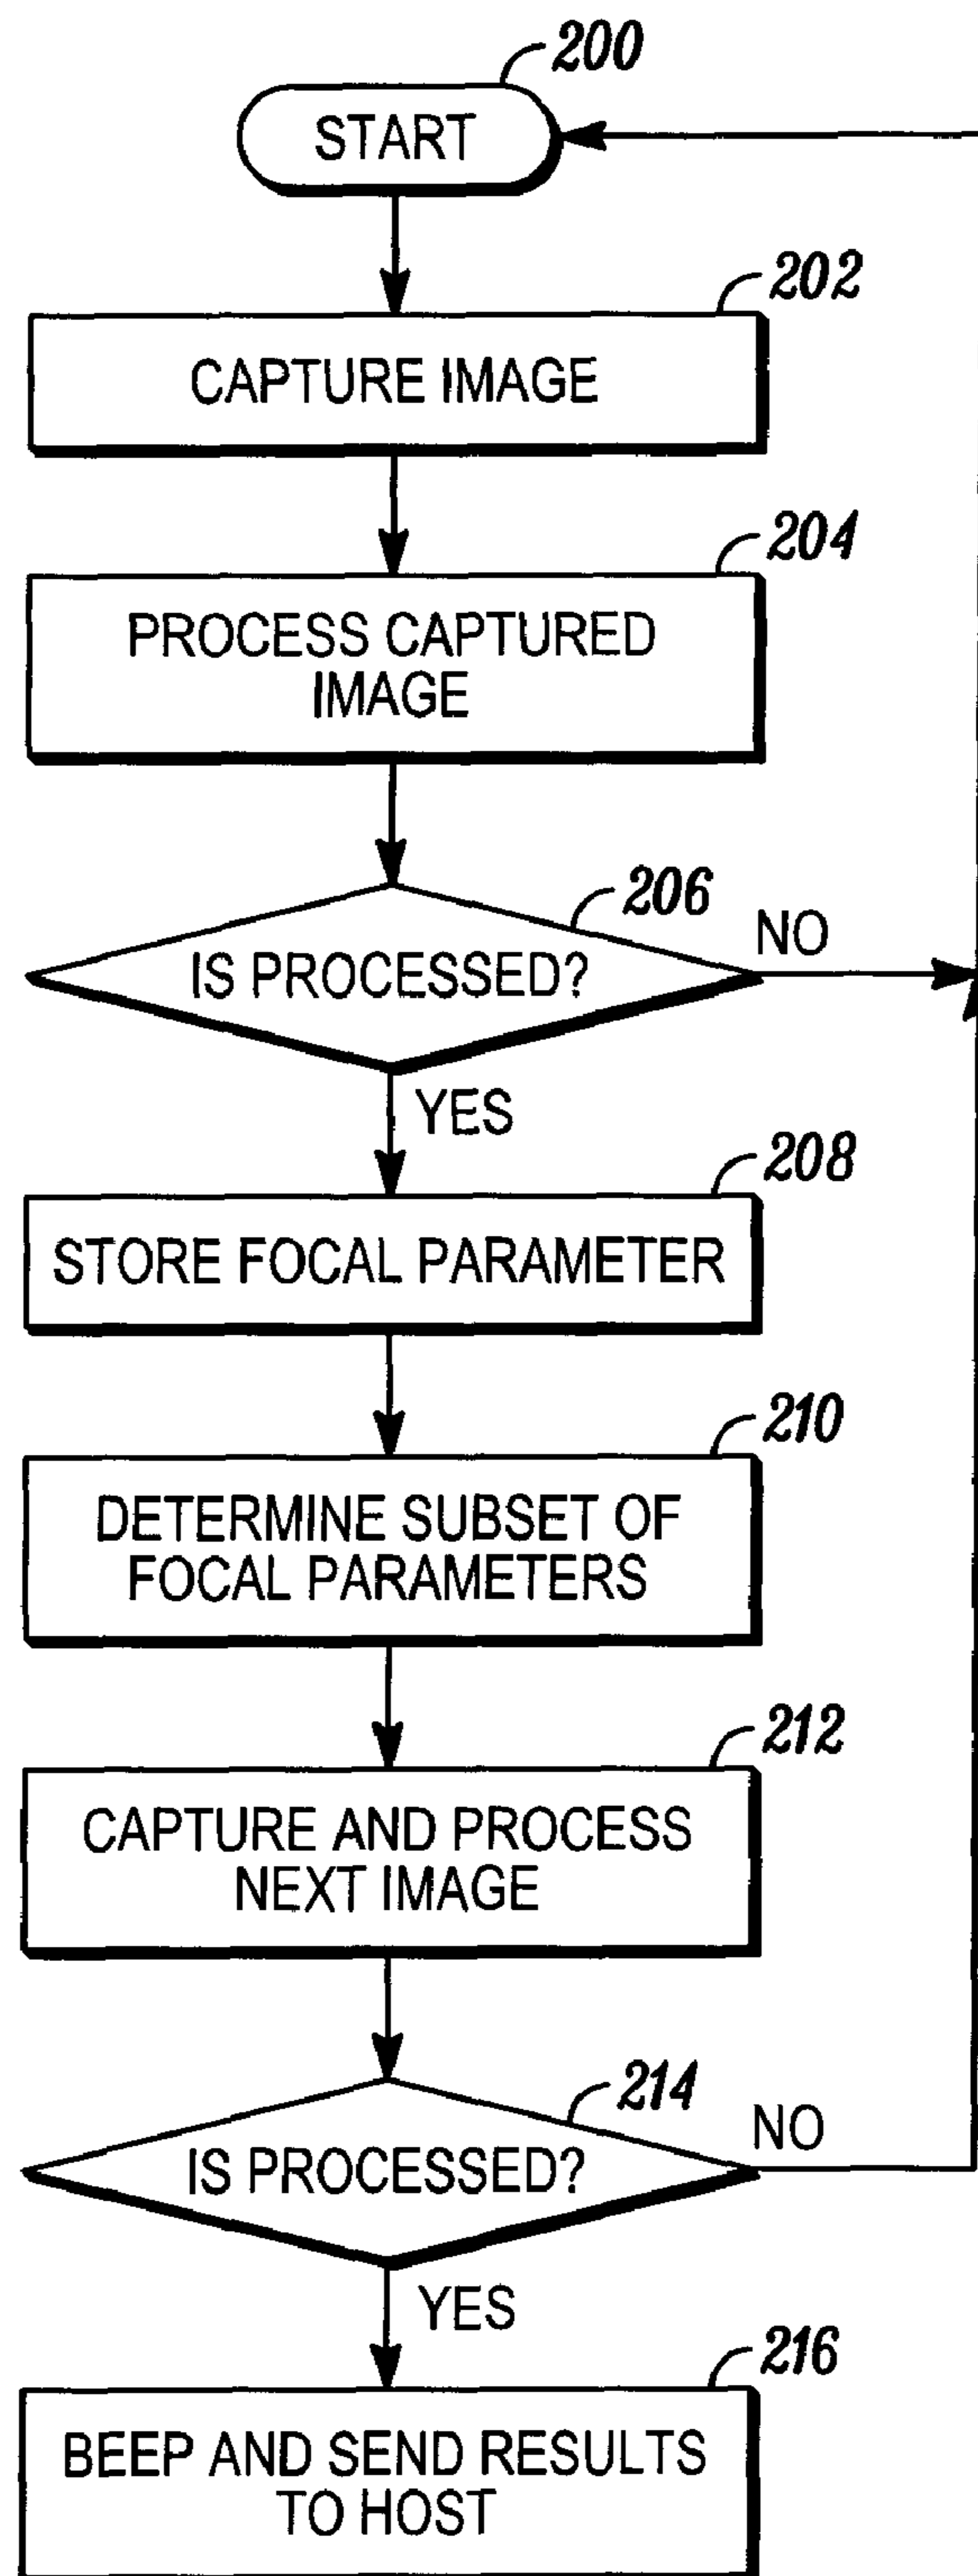 200
START
202
CAPTURE IMAGE
204
PROCESS CAPTURED
IMAGE
206
IS PROCESSED?
NO
YES
208
STORE FOCAL PARAMETER
210
DETERMINE SUBSET OF
FOCAL PARAMETERS
212
CAPTURE AND PROCESS
NEXT IMAGE
214
IS PROCESSED?
NO
YES
216
BEEP AND SEND RESULTS
TO HOST